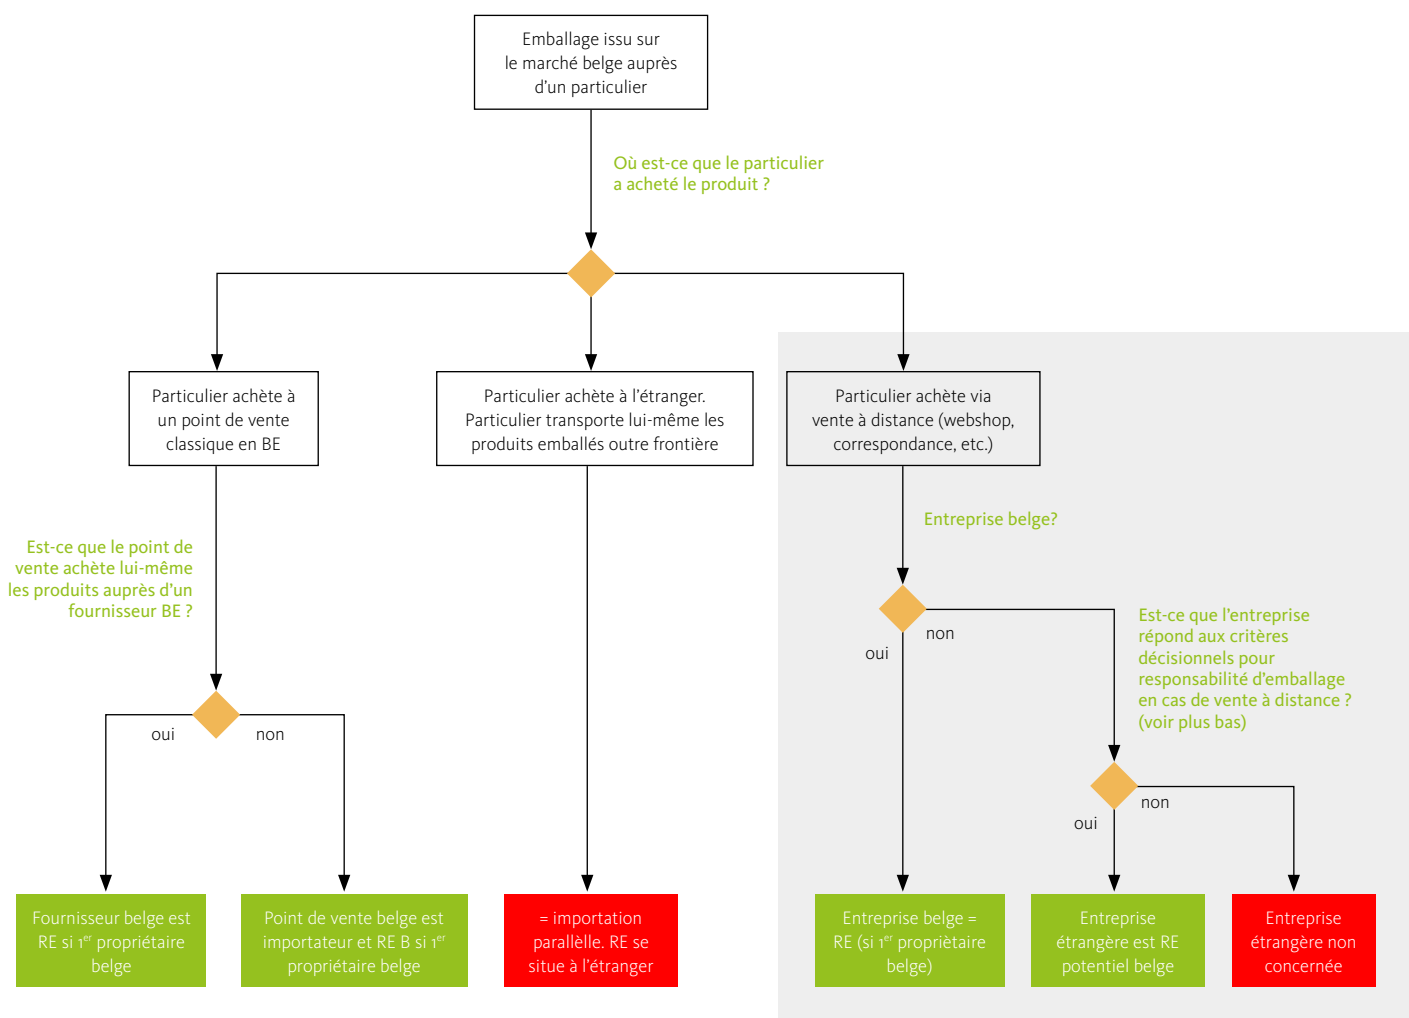 Emballage issu sur
le marché belge auprès
d'un particulier
Où est-ce que le particulier
a acheté le produit ?
Particulier achète à
un point de vente
classique en BE
Particulier achète à l'étranger.
Particulier transporte lui-même les
produits emballés outre frontière
Particulier achète via
vente à distance (webshop,
correspondance, etc.)
Est-ce que le point de
vente achète lui-même
les produits auprès d'un
fournisseur BE ?
Entreprise belge?
oui
non
Est-ce que l'entreprise
répond aux critères
décisionnels pour
responsabilité d'emballage
en cas de vente à distance ?
(voir plus bas)
oui
non
oui
non
Fournisseur belge est
RE si 1er propriétaire
belge
Point de vente belge est
importateur et RE B si 1er
propriétaire belge
= importation
parallèlle. RE se
situe à l'étranger
Entreprise belge =
RE (si 1er propriètaire
belge)
Entreprise
étrangère est RE
potentiel belge
Entreprise
étrangère non
concernée